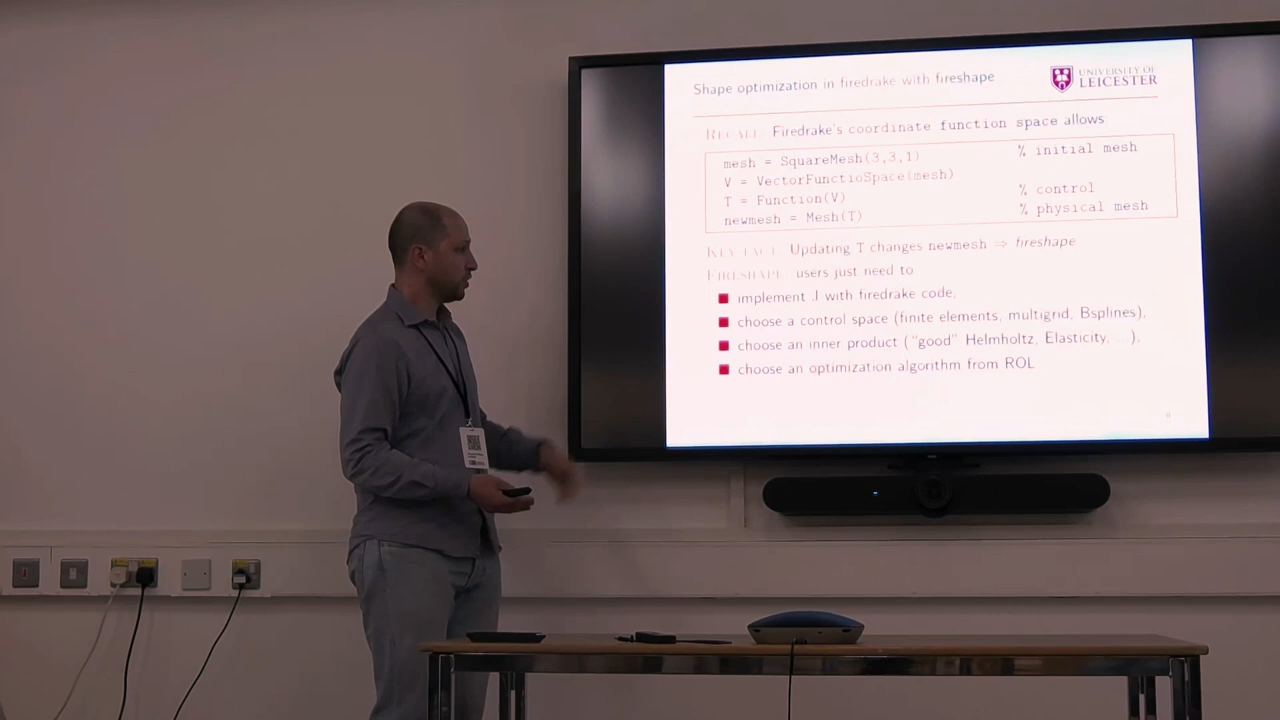 Shape optimization in firedrake with fireshape
UNIVERSITY OF
LEICESTER
RECALL Firedrake's coordinate function space allows
mesh = SquareMesh(3,3,1) % initial mesh
V = VectorFunctioSpace(mesh)
T = Function(V) % control
newmesh = Mesh(T) % physical mesh
KEY FACT Updating T changes newmesh ⇒ fireshape
FIRESHAPE users just need to
implement J with firedrake code,
choose a control space (finite elements, multigrid, Bsplines),
choose an inner product ("good" Helmholtz, Elasticity, ...),
choose an optimization algorithm from ROL